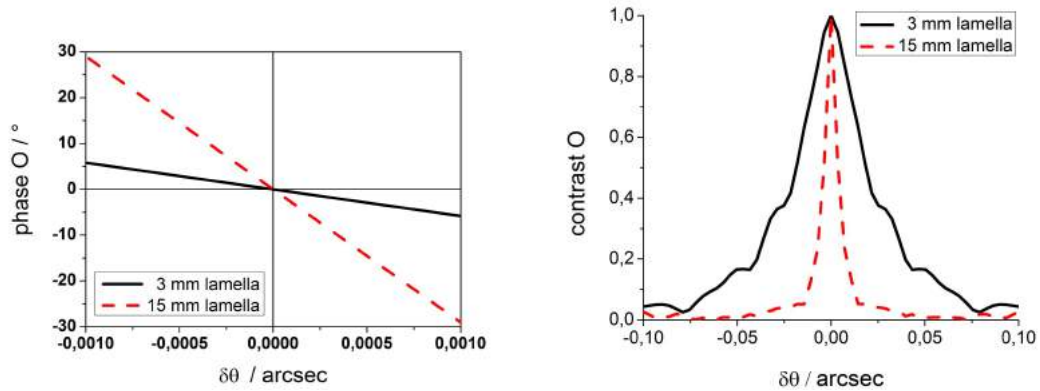 30
20
10
0
-10
-20
-30
phase O / °
3 mm lamella
15 mm lamella
-0,0010
-0,0005
0,0000
0,0005
0,0010
δθ / arcsec
1,0
0,8
0,6
0,4
0,2
0,0
contrast O
3 mm lamella
15 mm lamella
-0,10
-0,05
0,00
0,05
0,10
δθ / arcsec